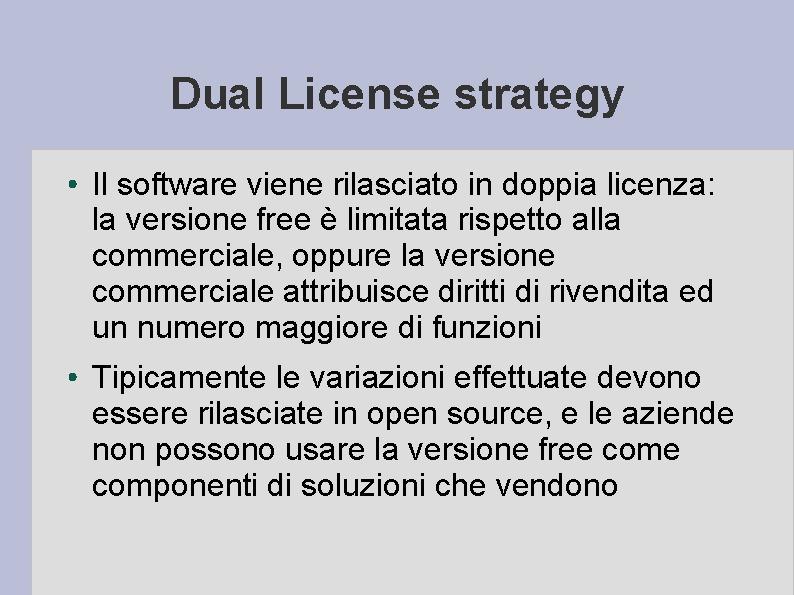 Dual License strategy
• Il software viene rilasciato in doppia licenza:
la versione free è limitata rispetto alla
commerciale, oppure la versione
commerciale attribuisce diritti di rivendita ed
un numero maggiore di funzioni
• Tipicamente le variazioni effettuate devono
essere rilasciate in open source, e le aziende
non possono usare la versione free come
componenti di soluzioni che vendono